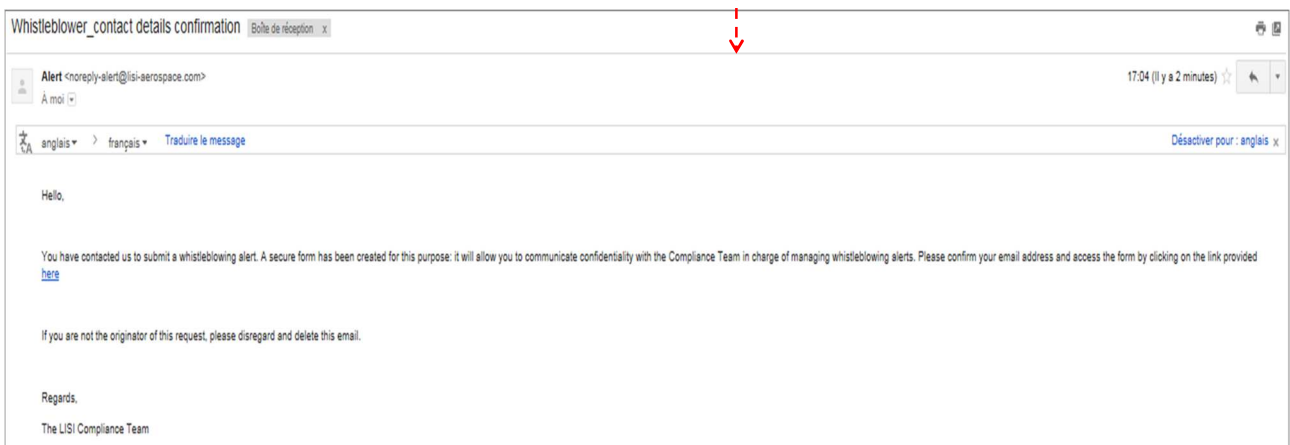 Whistleblower_contact details confirmation Boîte de réception x
Alert <noreply-alert@lisi-aerospace.com> 17:04 (Il y a 2 minutes)
À moi
anglais > français Traduire le message Désactiver pour : anglais x
Hello,
You have contacted us to submit a whistleblowing alert. A secure form has been created for this purpose: it will allow you to communicate confidentiality with the Compliance Team in charge of managing whistleblowing alerts. Please confirm your email address and access the form by clicking on the link provided
here
If you are not the originator of this request, please disregard and delete this email.
Regards,
The LISI Compliance Team